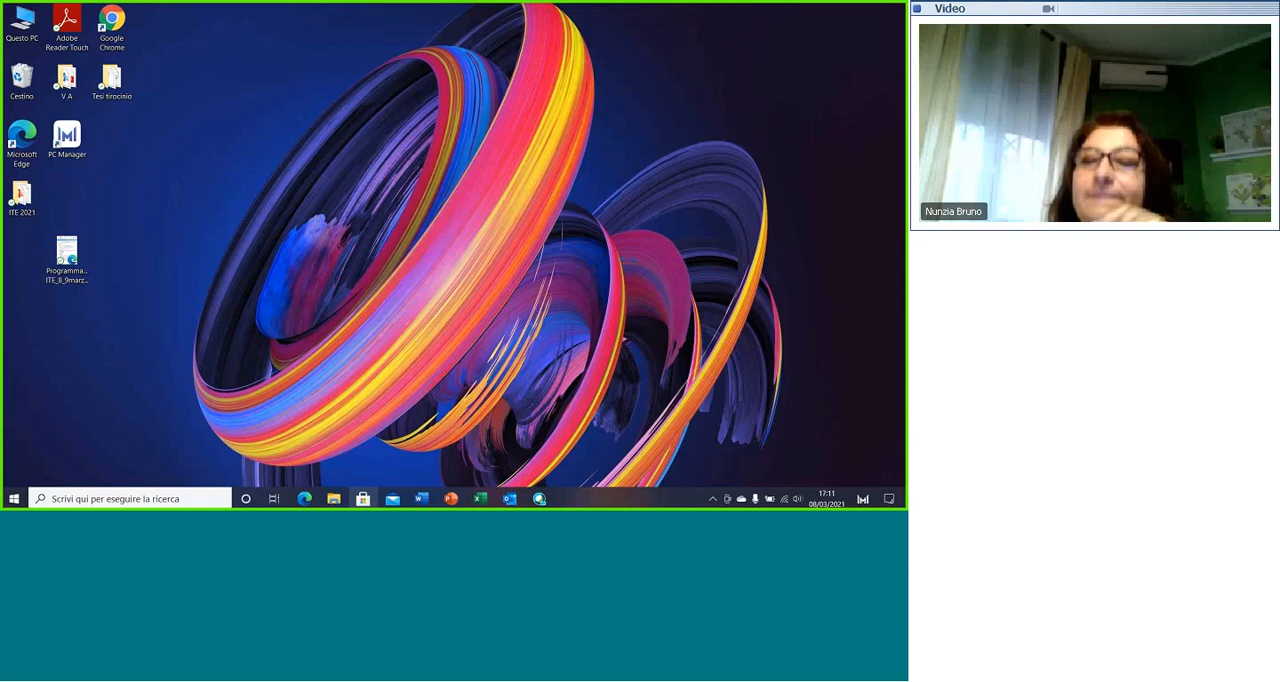 Questo PC
Adobe
Reader Touch
Google
Chrome
Cestino
V A
Tesi tirocinio
Microsoft
Edge
PC Manager
ITE 2021
Programma...
ITE_8_9marz...
Scrivi qui per eseguire la ricerca
17:11
08/03/2021
Video
Nunzia Bruno